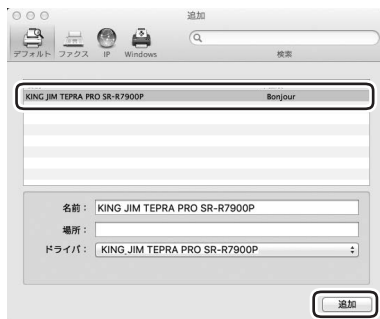 追加
デフォルト ファクス IP Windows 検索
KING JIM TEPRA PRO SR-R7900P Bonjour
名前： KING JIM TEPRA PRO SR-R7900P
場所：
ドライバ： KING JIM TEPRA PRO SR-R7900P
追加